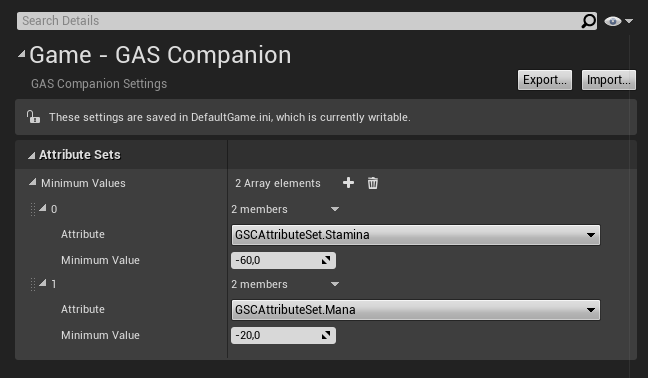 Search Details
Game - GAS Companion
GAS Companion Settings
Export...
Import...
These settings are saved in DefaultGame.ini, which is currently writable.
Attribute Sets
Minimum Values 2 Array elements
0 2 members
Attribute GSCAttributeSet.Stamina
Minimum Value -60,0
1 2 members
Attribute GSCAttributeSet.Mana
Minimum Value -20,0